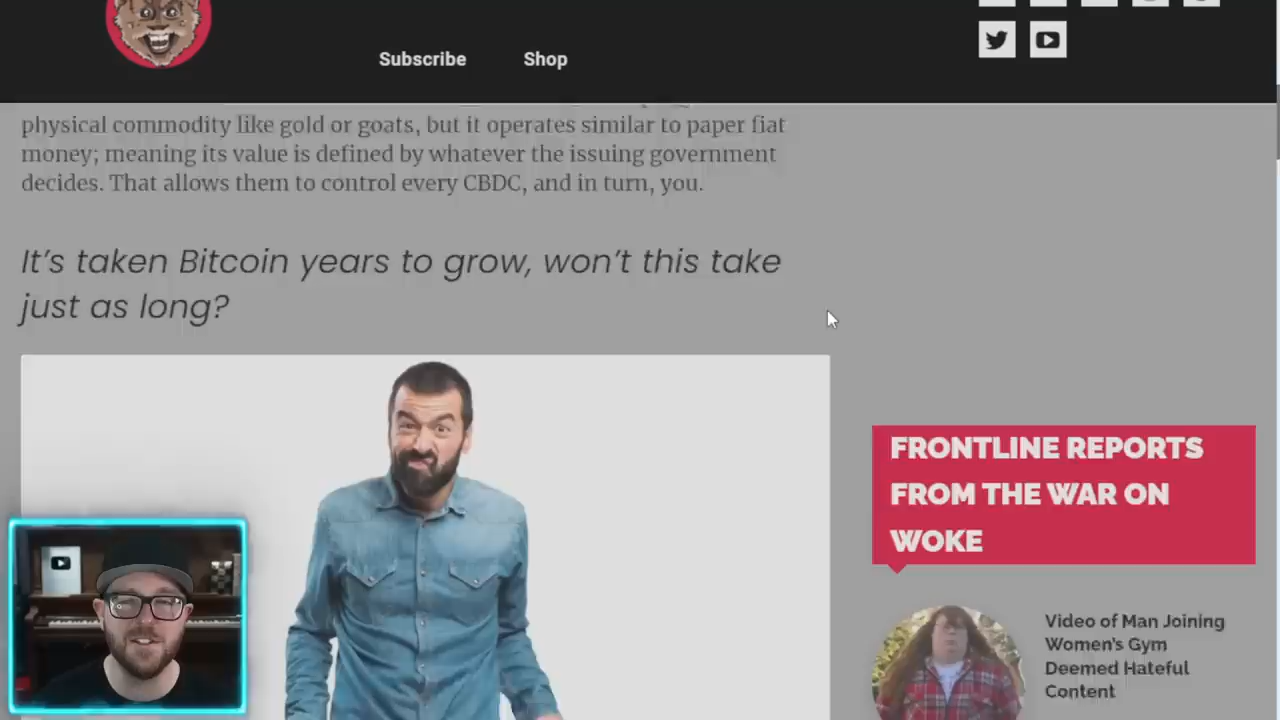 Subscribe
Shop
physical commodity like gold or goats, but it operates similar to paper fiat
money; meaning its value is defined by whatever the issuing government
decides. That allows them to control every CBDC, and in turn, you.
It’s taken Bitcoin years to grow, won’t this take
just as long?
FRONTLINE REPORTS
FROM THE WAR ON
WOKE
Video of Man Joining
Women’s Gym
Deemed Hateful
Content